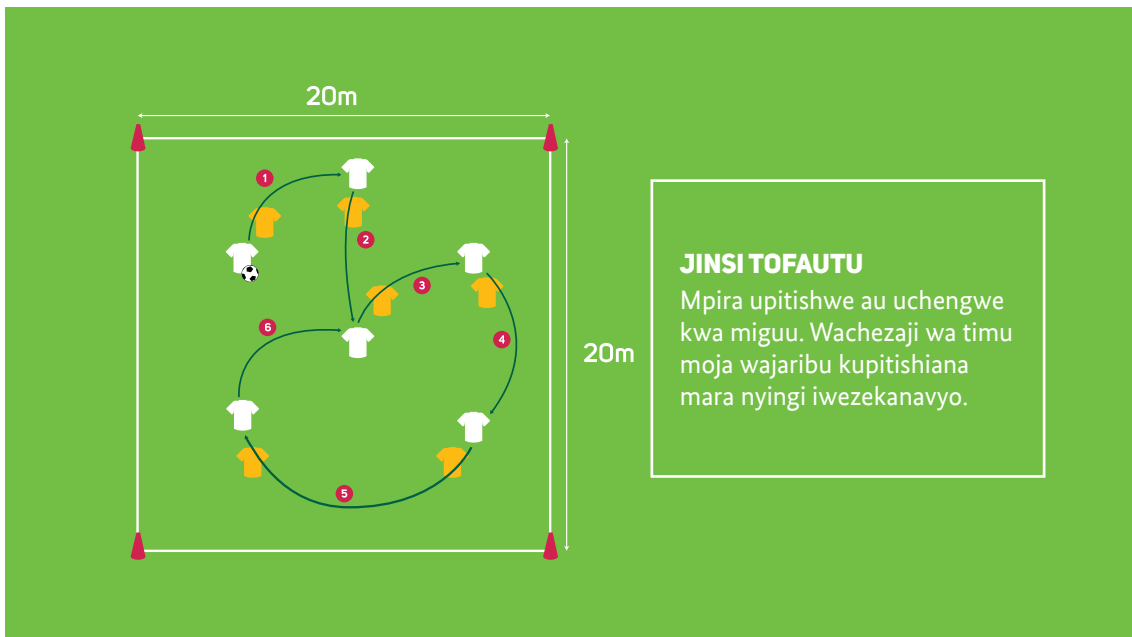 20m
1
2
3
6
4
20m
5
JINSI TOFAUTU
Mpira upitishwe au uchengwe
kwa miguu. Wachezaji wa timu
moja wajaribu kupitishiana
mara nyingi iwezekanavyo.